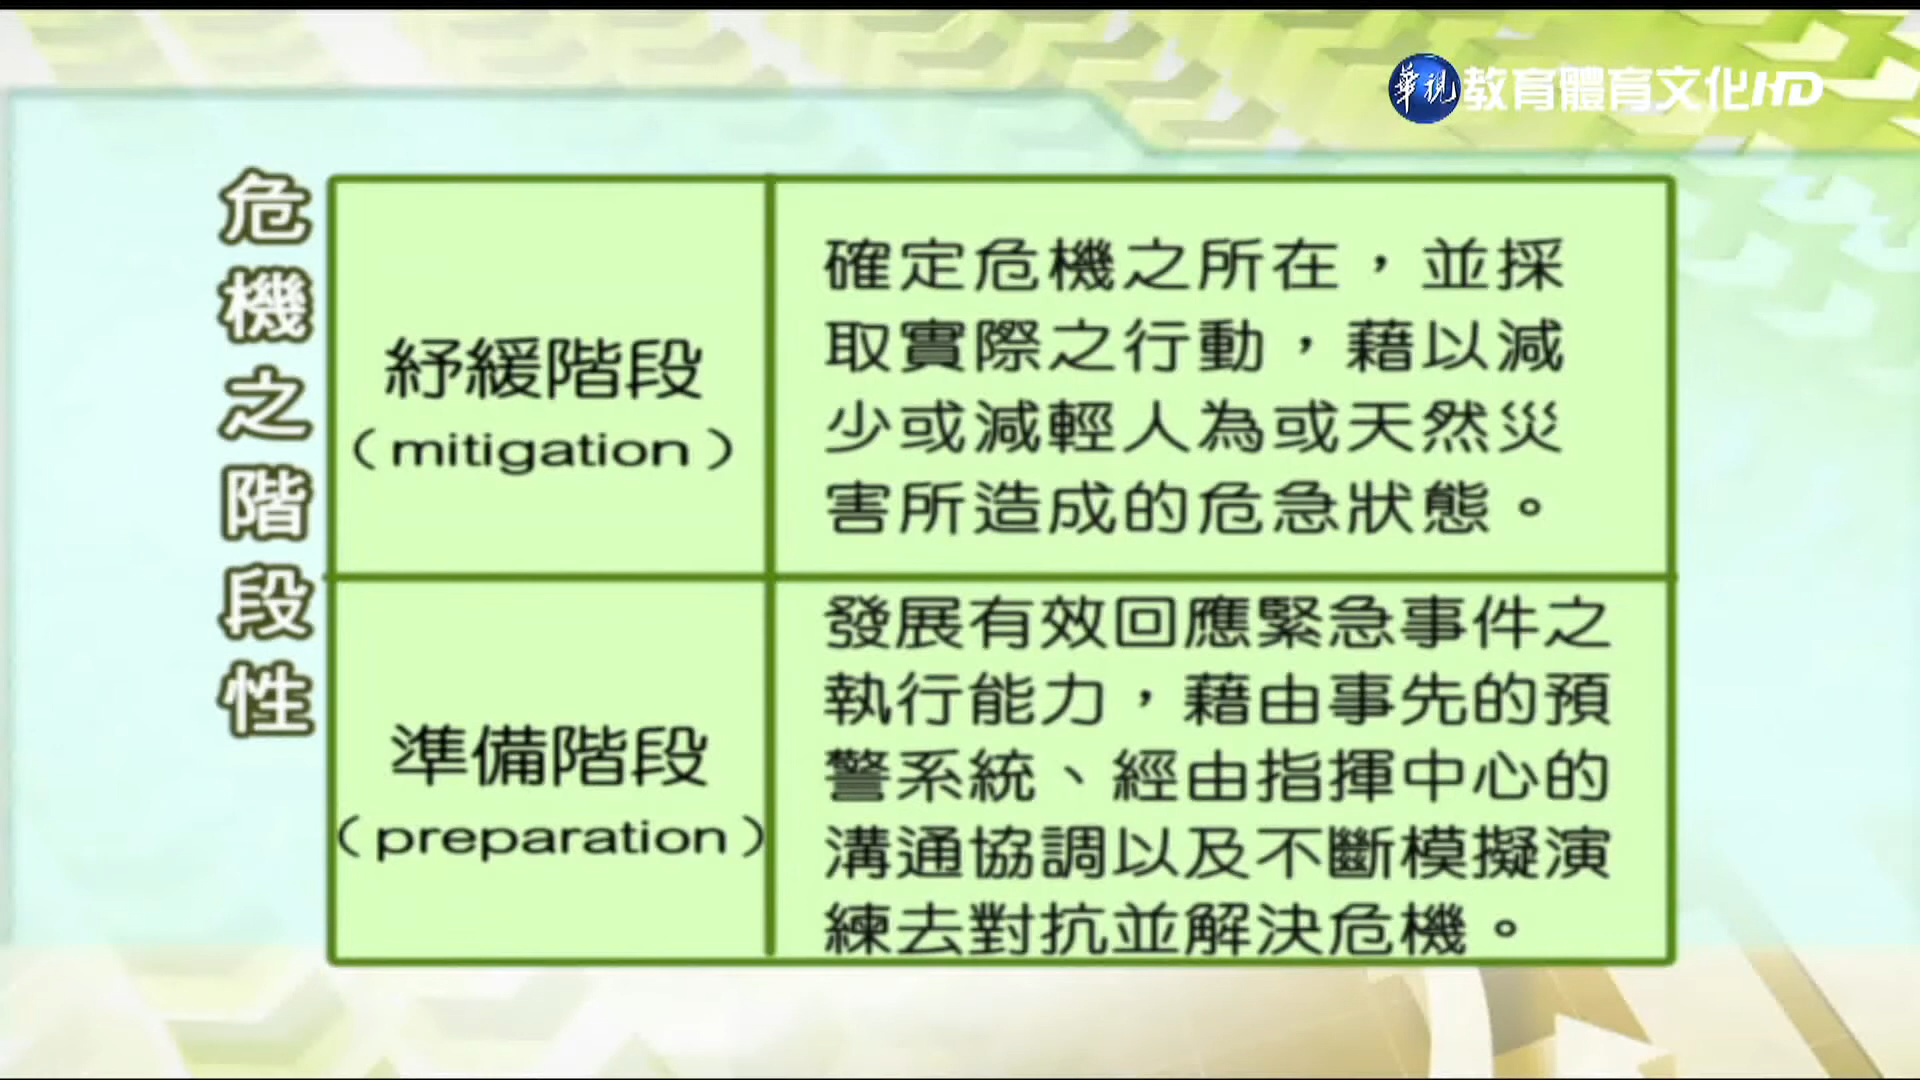 華視 教育體育文化HD
危機之階段性
紓緩階段
（mitigation）
確定危機之所在，並採
取實際之行動，藉以減
少或減輕人為或天然災
害所造成的危急狀態。
準備階段
（preparation）
發展有效回應緊急事件之
執行能力，藉由事先的預
警系統、經由指揮中心的
溝通協調以及不斷模擬演
練去對抗並解決危機。